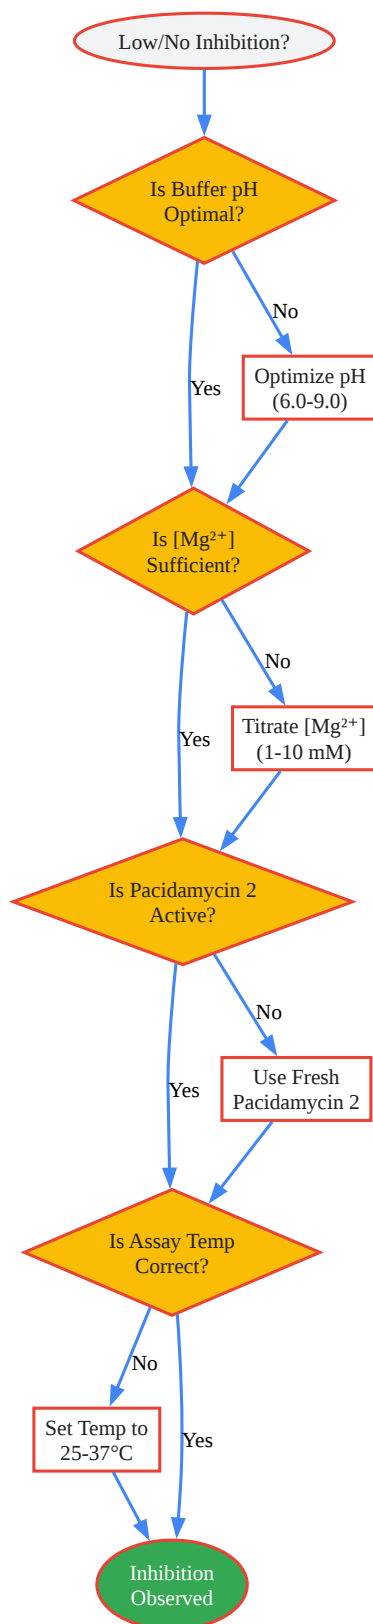 Low/No Inhibition?
Is Buffer pH
Optimal?
No
Optimize pH
(6.0-9.0)
Yes
Is [Mg²⁺]
Sufficient?
No
Titrate [Mg²⁺]
(1-10 mM)
Yes
Is Pacidamycin 2
Active?
No
Use Fresh
Pacidamycin 2
Yes
Is Assay Temp
Correct?
No
Set Temp to
25-37°C
Yes
Inhibition
Observed